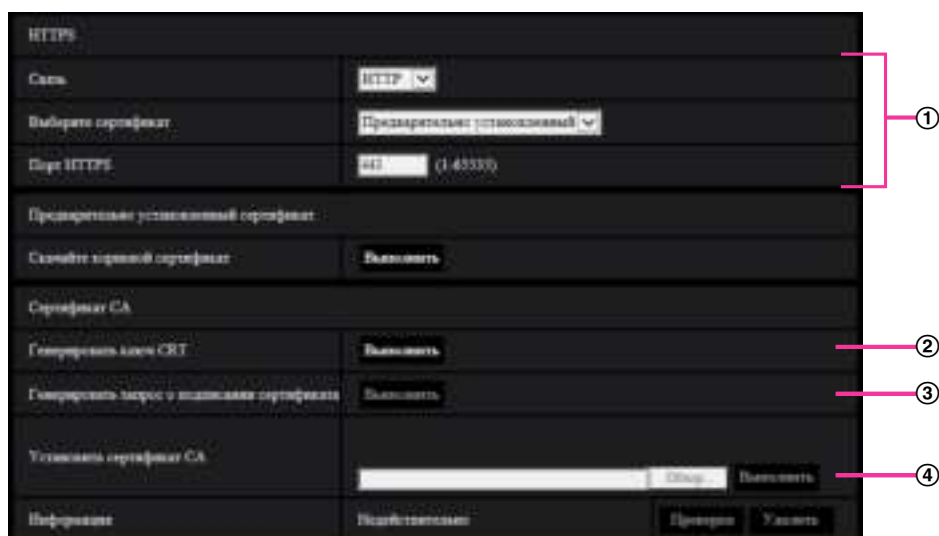 HTTPS
Связь HTTP
Выберите сертификат Предварительно установленный
Порт HTTPS 443 (1-65535)
①
Предварительно установленный сертификат
Скачайте корневой сертификат Выполнить
Сертификат CA
Генерировать ключ CRT Выполнить ②
Генерировать запрос о подписании сертификата Выполнить ③
Установить сертификат CA
Обзор... Выполнить ④
Информация Недействительно Проверка Удалить